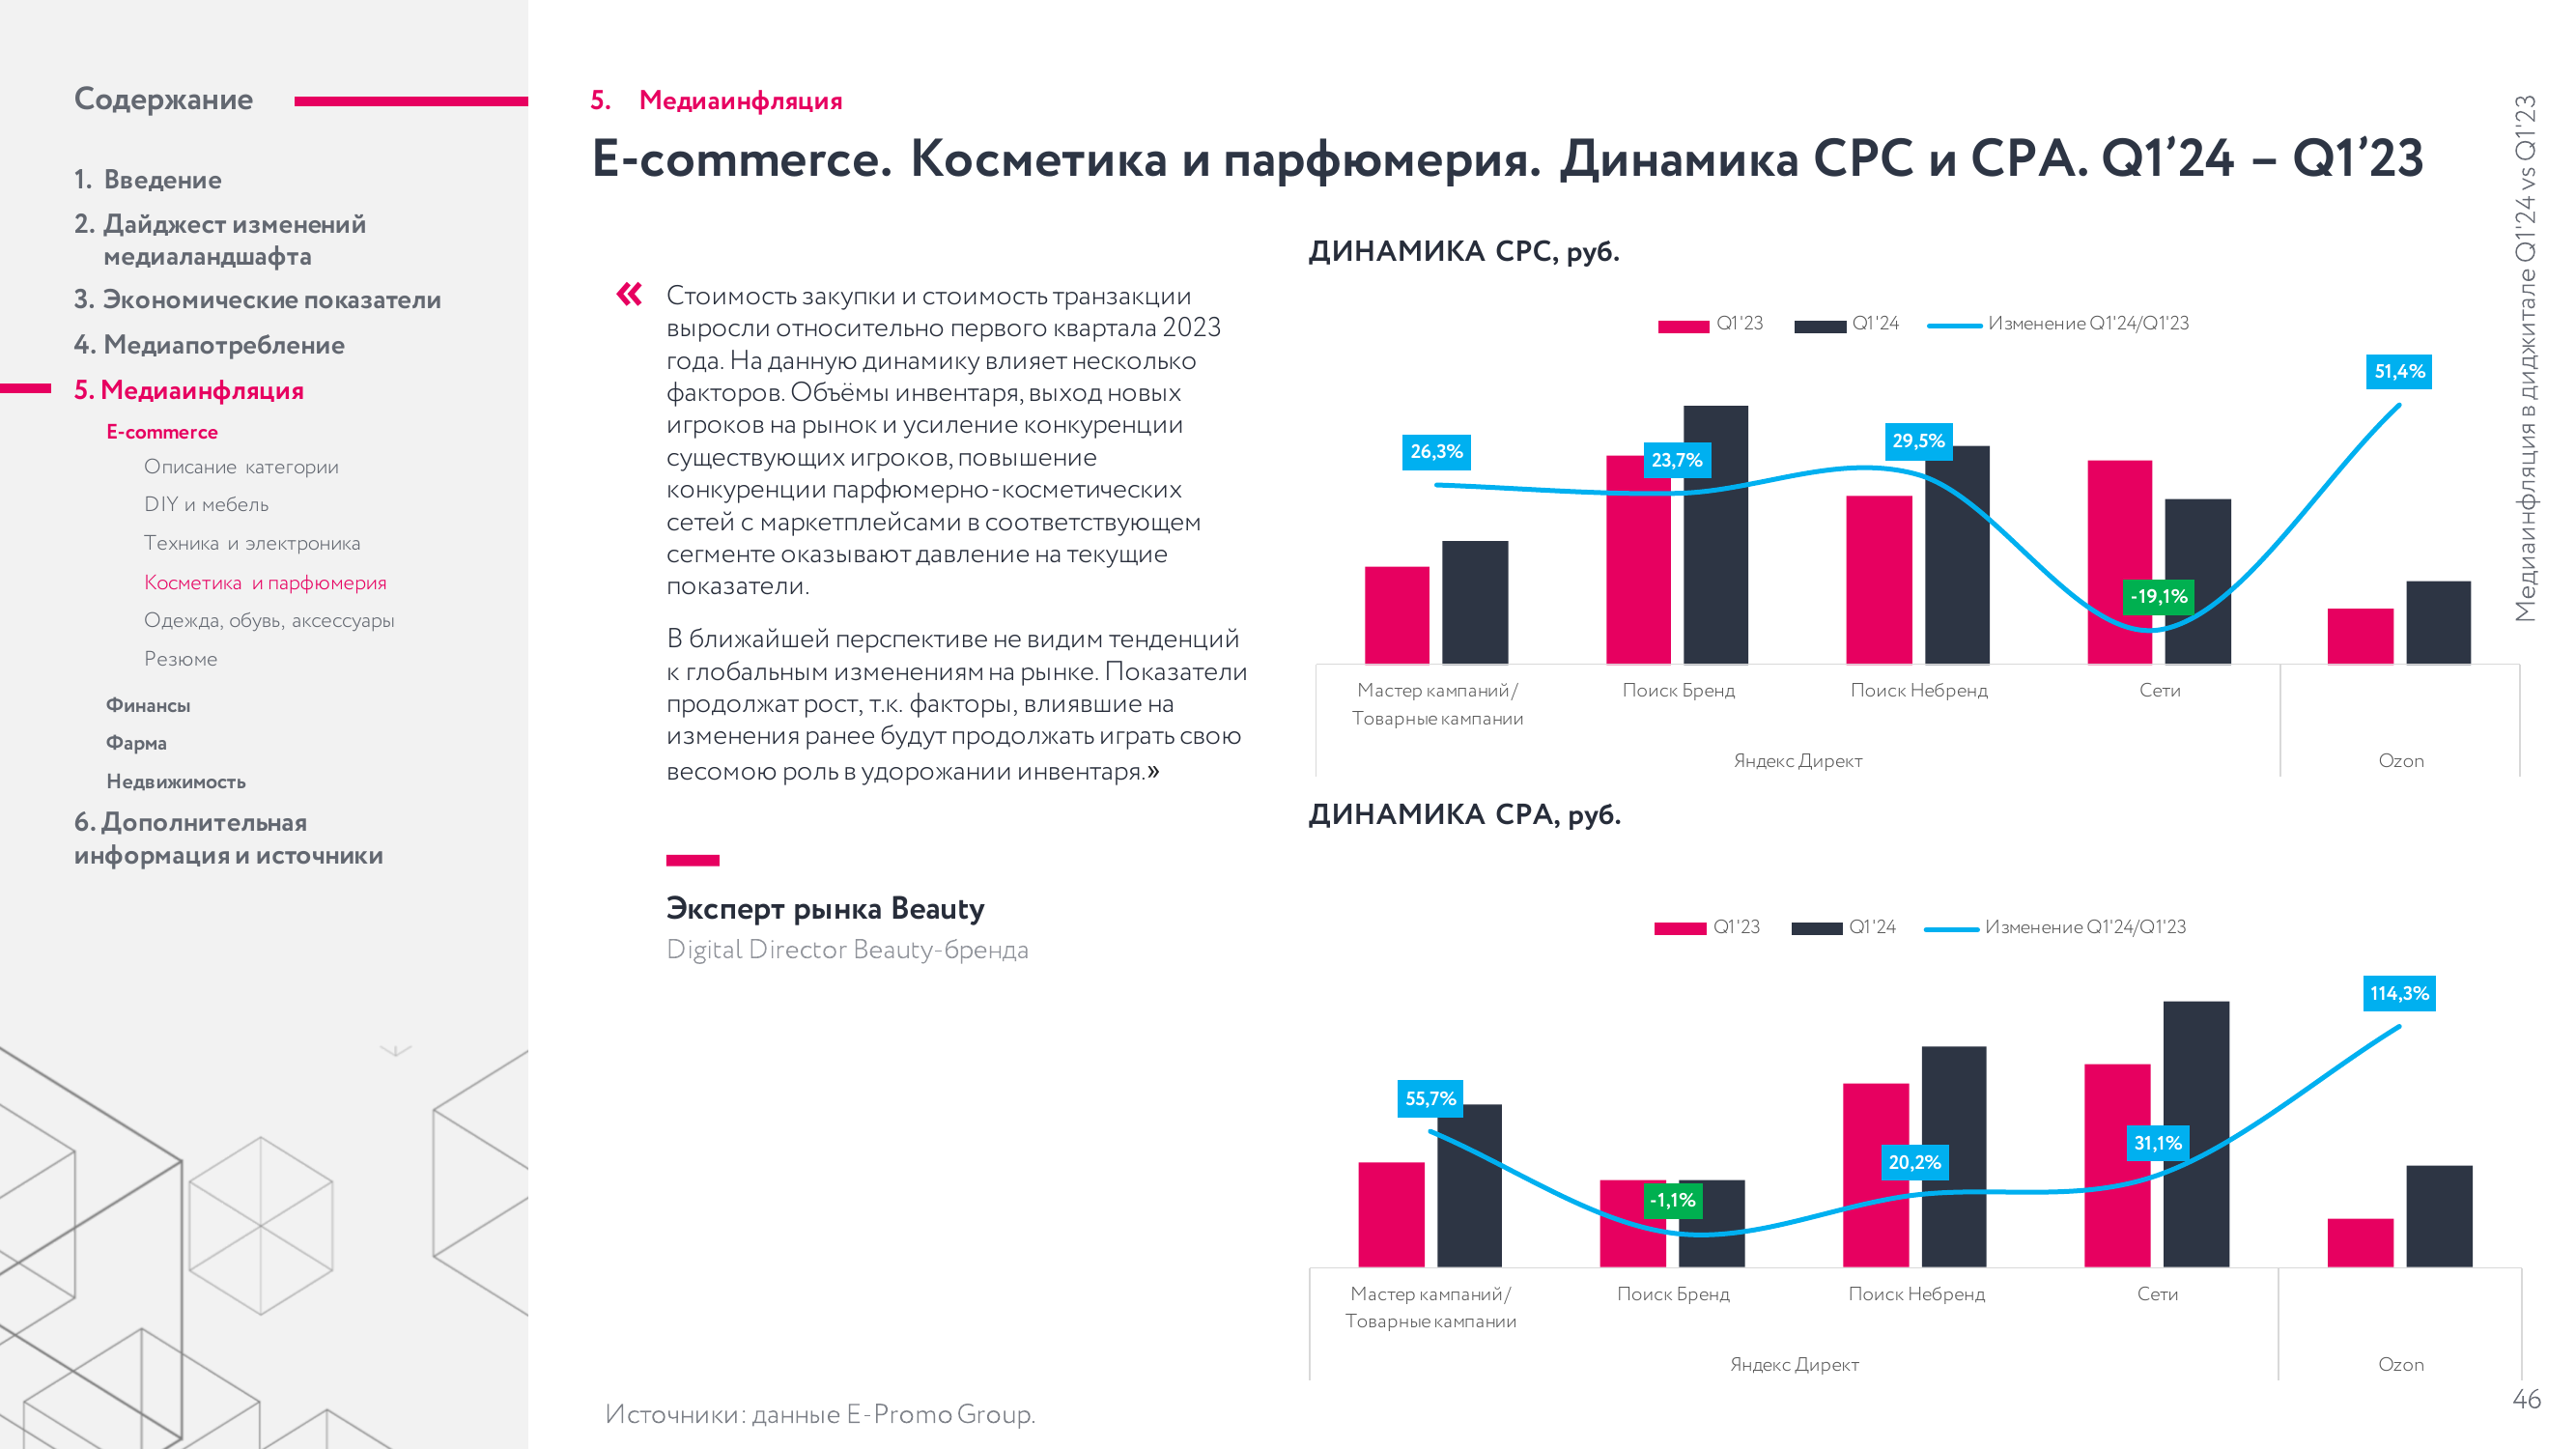 Содержание
1. Введение
2. Дайджест изменений
медиаландшафта
3. Экономические показатели
4. Медиапотребление
5. Медиаинфляция
E-commerce
Описание категории
DIY и мебель
Техника и электроника
Косметика и парфюмерия
Одежда, обувь, аксессуары
Резюме
Финансы
Фарма
Недвижимость
6. Дополнительная
информация и источники
5. Медиаинфляция
E-commerce. Косметика и парфюмерия. Динамика CPC и CPA. Q1’24 – Q1’23
«
Стоимость закупки и стоимость транзакции
выросли относительно первого квартала 2023
года. На данную динамику влияет несколько
факторов. Объёмы инвентаря, выход новых
игроков на рынок и усиление конкуренции
существующих игроков, повышение
конкуренции парфюмерно-косметических
сетей с маркетплейсами в соответствующем
сегменте оказывают давление на текущие
показатели.
В ближайшей перспективе не видим тенденций
к глобальным изменениям на рынке. Показатели
продолжат рост, т.к. факторы, влиявшие на
изменения ранее будут продолжать играть свою
весомою роль в удорожании инвентаря.»
Эксперт рынка Beauty
Digital Director Beauty-бренда
ДИНАМИКА CPC, руб.
Q1'23
Q1'24
Изменение Q1'24/Q1'23
26,3%
23,7%
29,5%
-19,1%
51,4%
Мастер кампаний/
Товарные кампании
Поиск Бренд
Поиск Небренд
Сети
Яндекс Директ
Ozon
ДИНАМИКА CPA, руб.
Q1'23
Q1'24
Изменение Q1'24/Q1'23
55,7%
-1,1%
20,2%
31,1%
114,3%
Мастер кампаний/
Товарные кампании
Поиск Бренд
Поиск Небренд
Сети
Яндекс Директ
Ozon
Источники: данные E-Promo Group.
Медиаинфляция в диджитале Q1'24 vs Q1'23
46